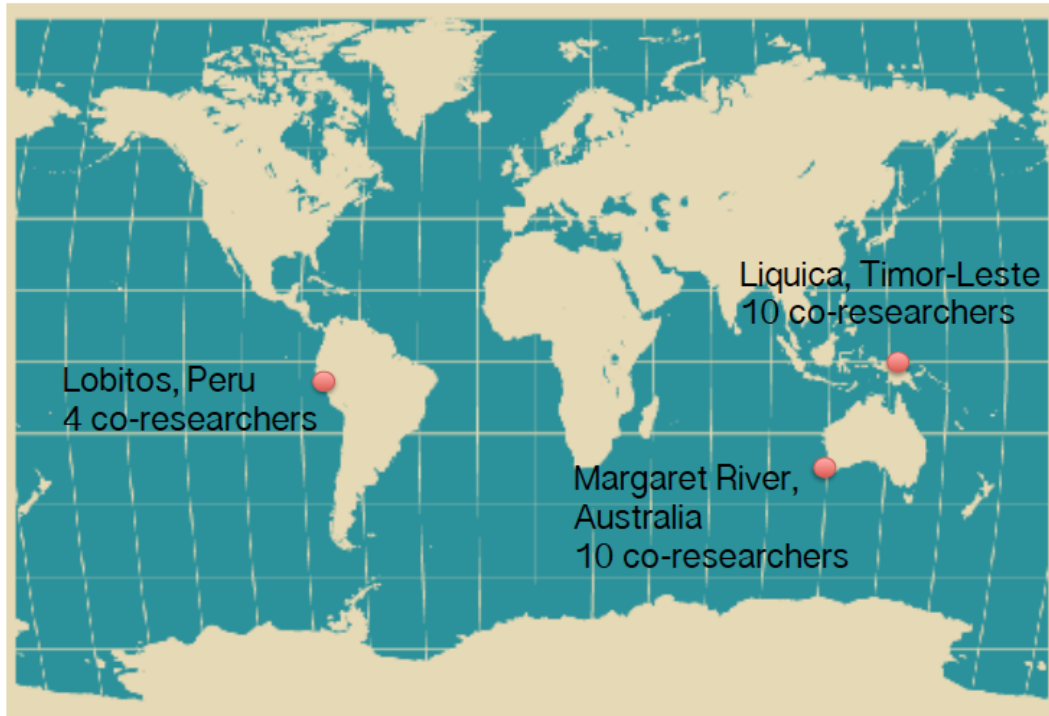 Liquica, Timor-Leste
10 co-researchers
Lobitos, Peru
4 co-researchers
Margaret River,
Australia
10 co-researchers